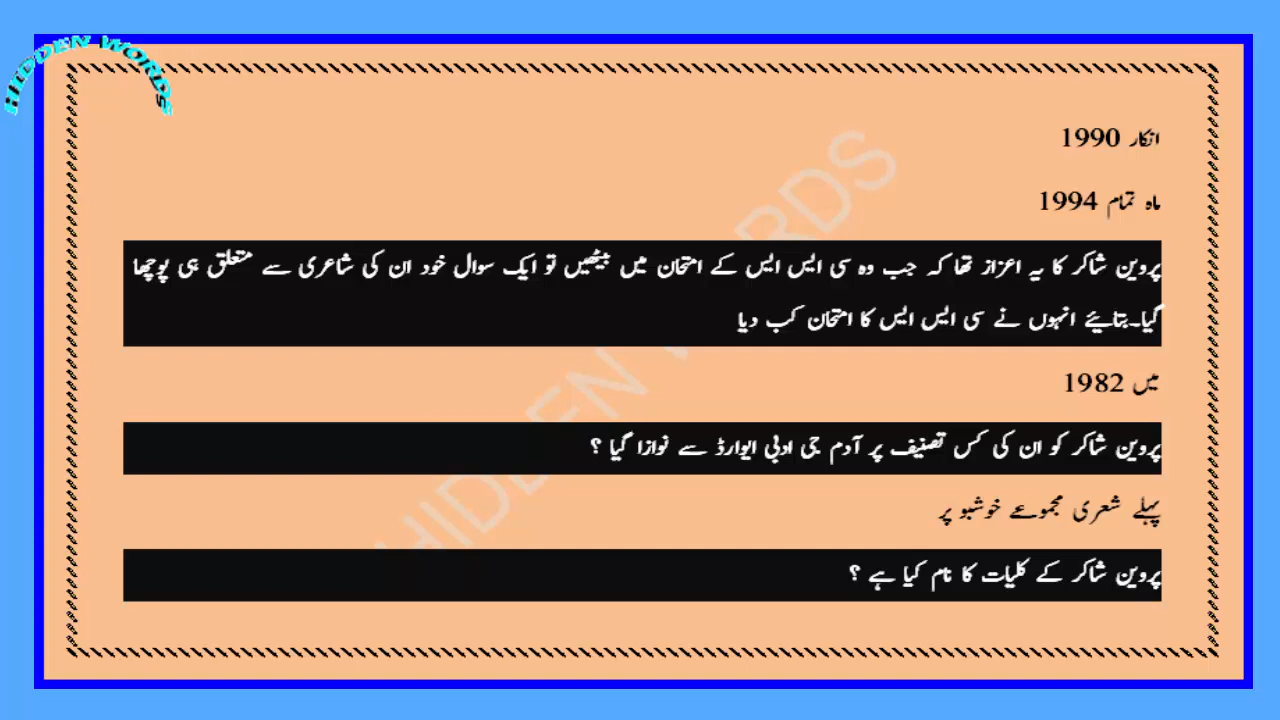 HIDDEN WORDS
انکار 1990
ماہ تمام 1994
پروین شاکر کا یہ اعزاز تھا کہ جب وہ سی ایس ایس کے امتحان میں بیٹھیں تو ایک سوال خود ان کی شاعری سے متعلق ہی پوچھا
گیا۔بتائیے انہوں نے سی ایس ایس کا امتحان کب دیا
میں 1982
پروین شاکر کو ان کی کس تصنیف پر آدم جی ادبی ایوارڈ سے نوازا گیا ؟
پہلے شعری مجموعے خوشبو پر
پروین شاکر کے کلیات کا نام کیا ہے ؟
HIDDEN WORDS